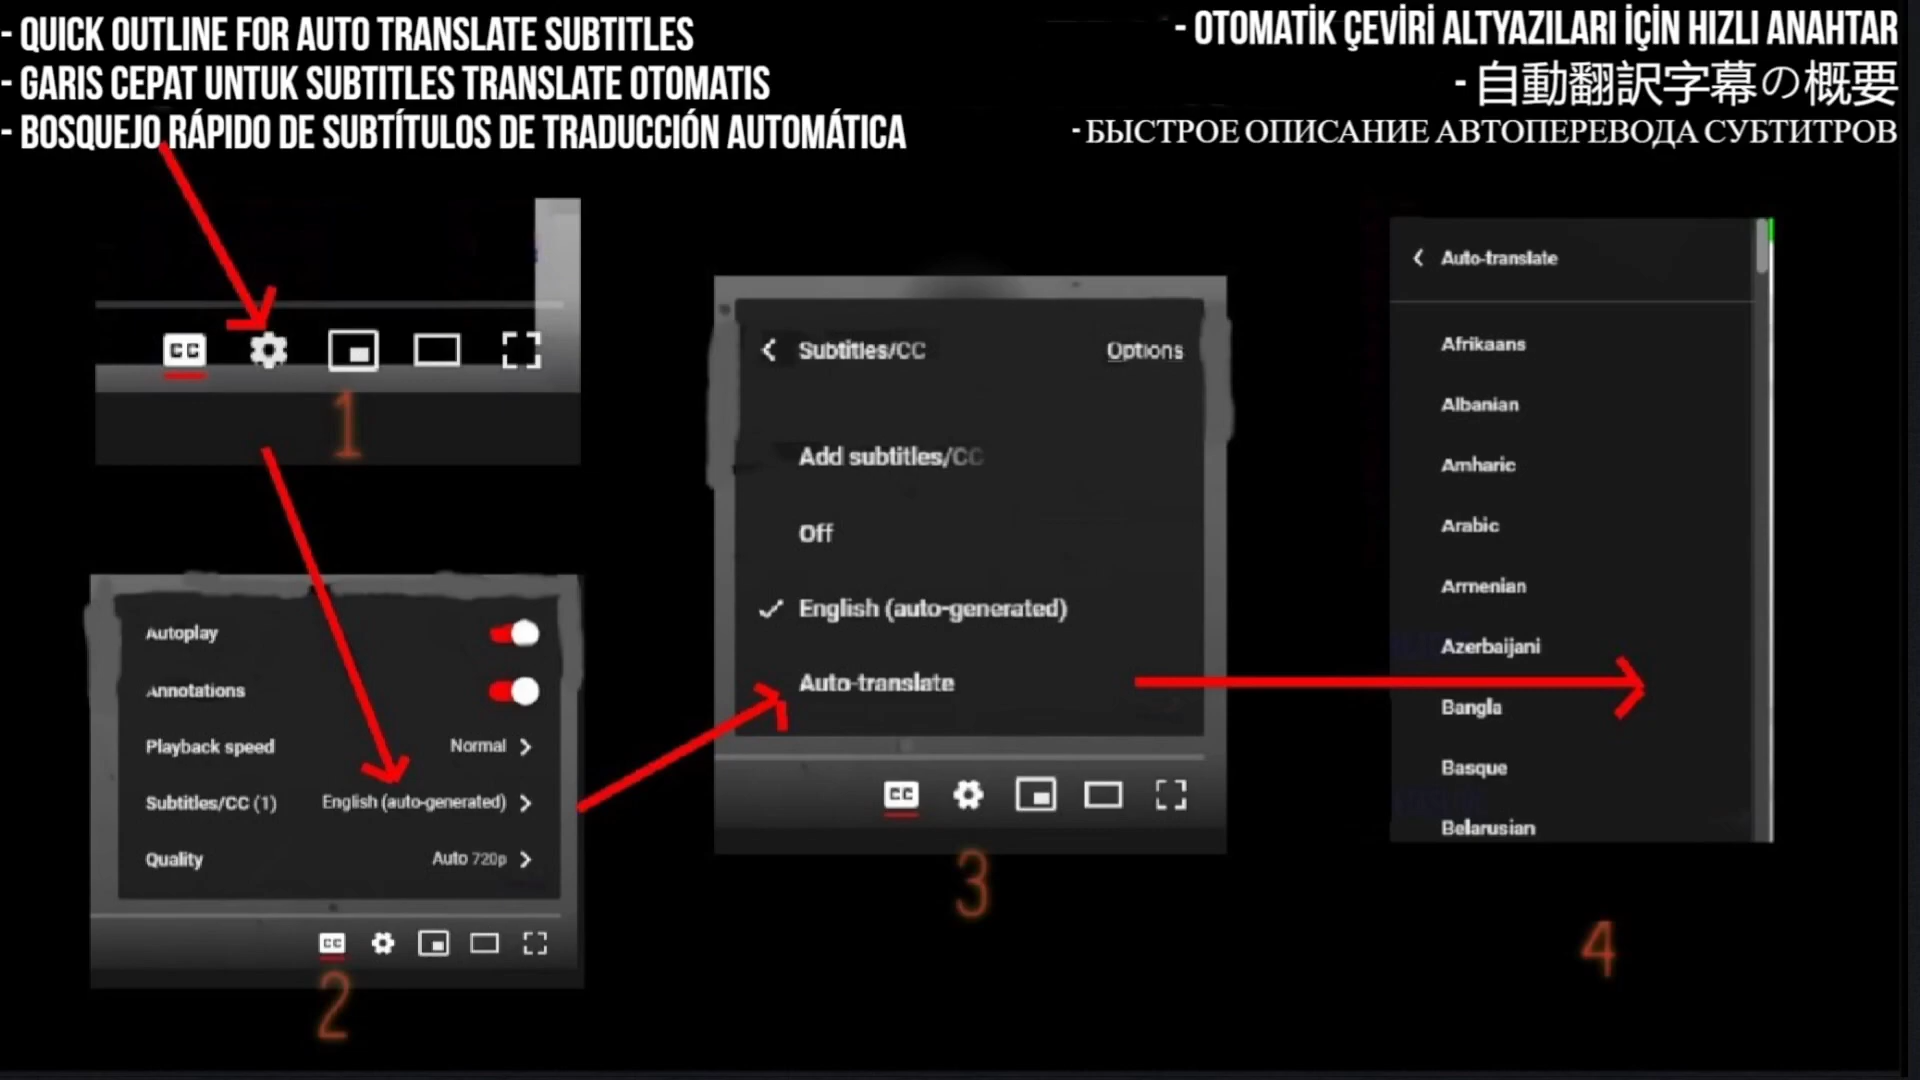 - QUICK OUTLINE FOR AUTO TRANSLATE SUBTITLES
- GARIS CEPAT UNTUK SUBTITLES TRANSLATE OTOMATIS
- BOSQUEJO RÁPIDO DE SUBTÍTULOS DE TRADUCCIÓN AUTOMÁTICA
- OTOMATİK ÇEVİRİ ALTYAZILARI İÇİN HIZLI ANAHTAR
- 自動翻訳字幕の概要
- БЫСТРОЕ ОПИСАНИЕ АВТОПЕРЕВОДА СУБТИТРОВ
CC
1
Autoplay
Annotations
Playback speed Normal
Subtitles/CC (1) English (auto-generated)
Quality Auto 720p
CC
2
Subtitles/CC Options
Add subtitles/CC
Off
English (auto-generated)
Auto-translate
CC
3
Auto-translate
Afrikaans
Albanian
Amharic
Arabic
Armenian
Azerbaijani
Bangla
Basque
Belarusian
4